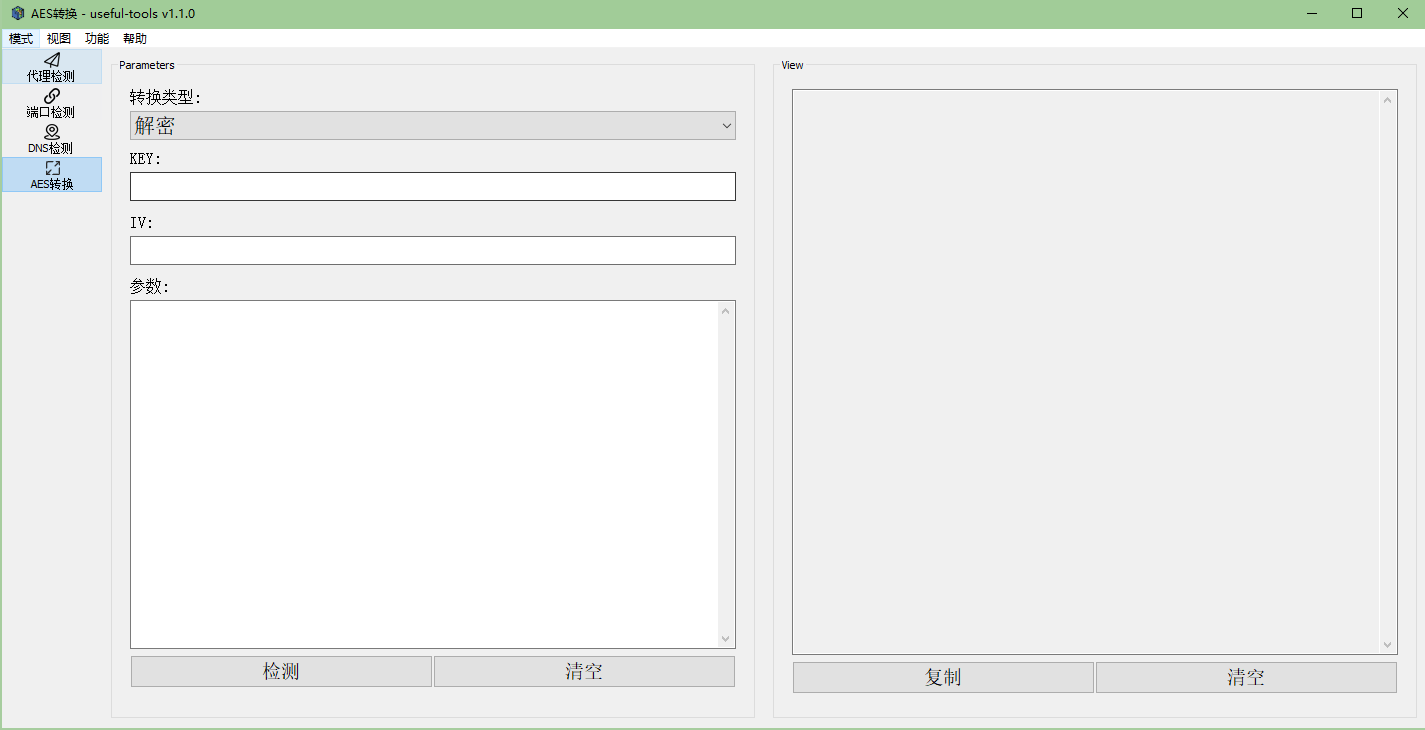 AES转换 - useful-tools v1.1.0
模式 视图 功能 帮助
代理检测
端口检测
DNS检测
AES转换
Parameters
转换类型:
解密
KEY:
IV:
参数:
检测 清空
View
复制 清空